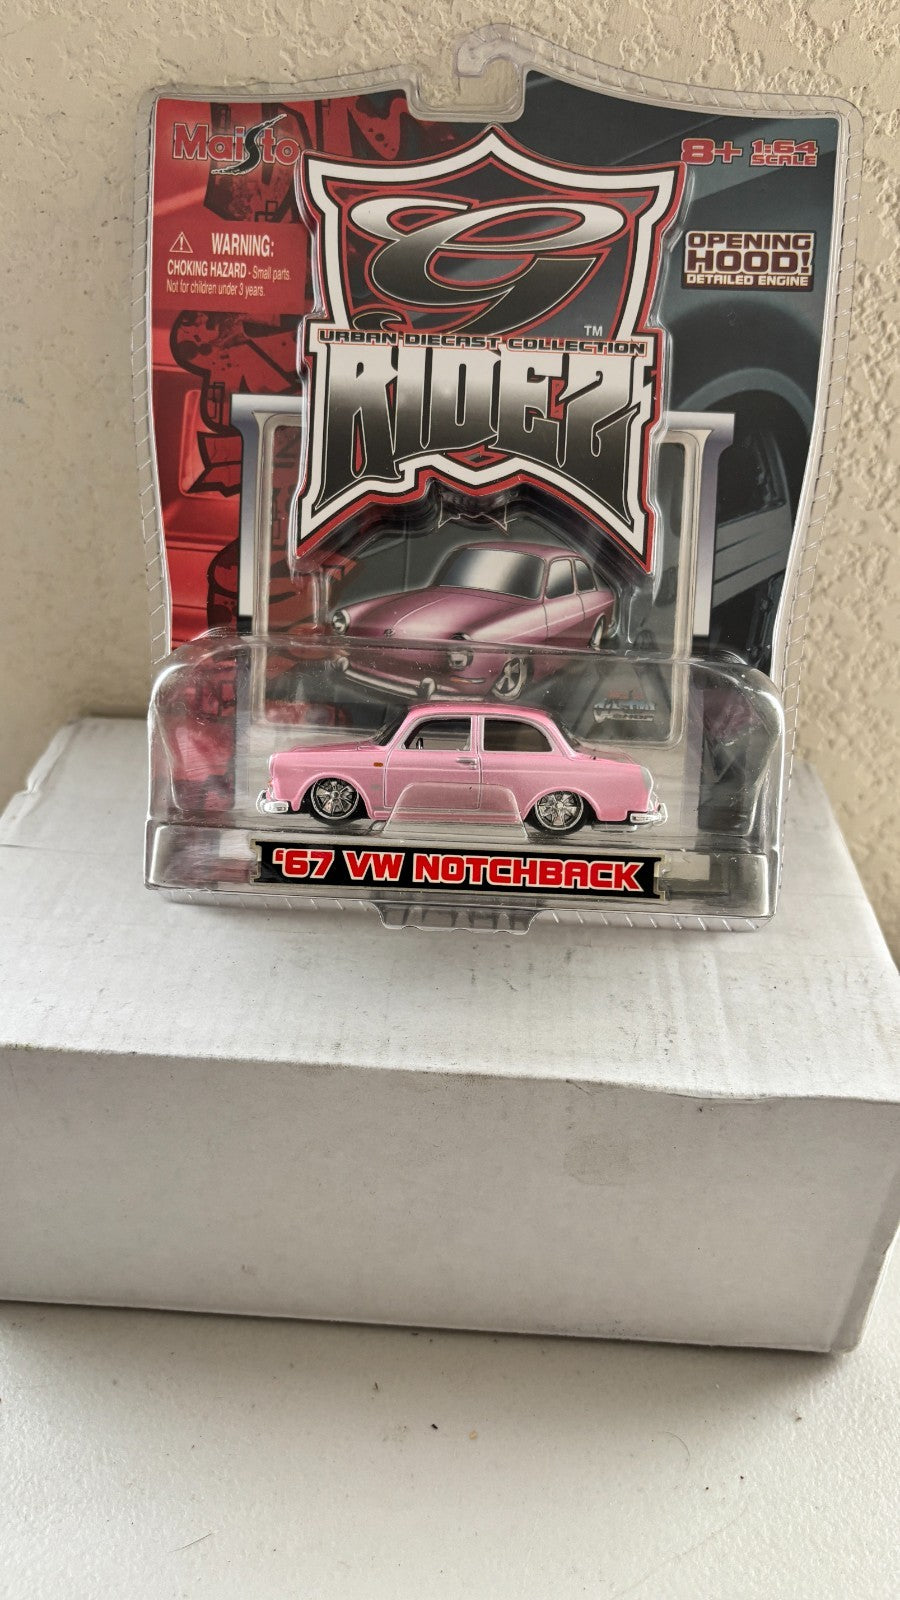 Maisto
8+ 1:64
SCALE
WARNING:
CHOKING HAZARD - Small parts.
Not for children under 3 years.
OPENING
HOOD!
DETAILED ENGINE
G
TM
URBAN DIECAST COLLECTION
RIDEZ
'67 VW NOTCHBACK